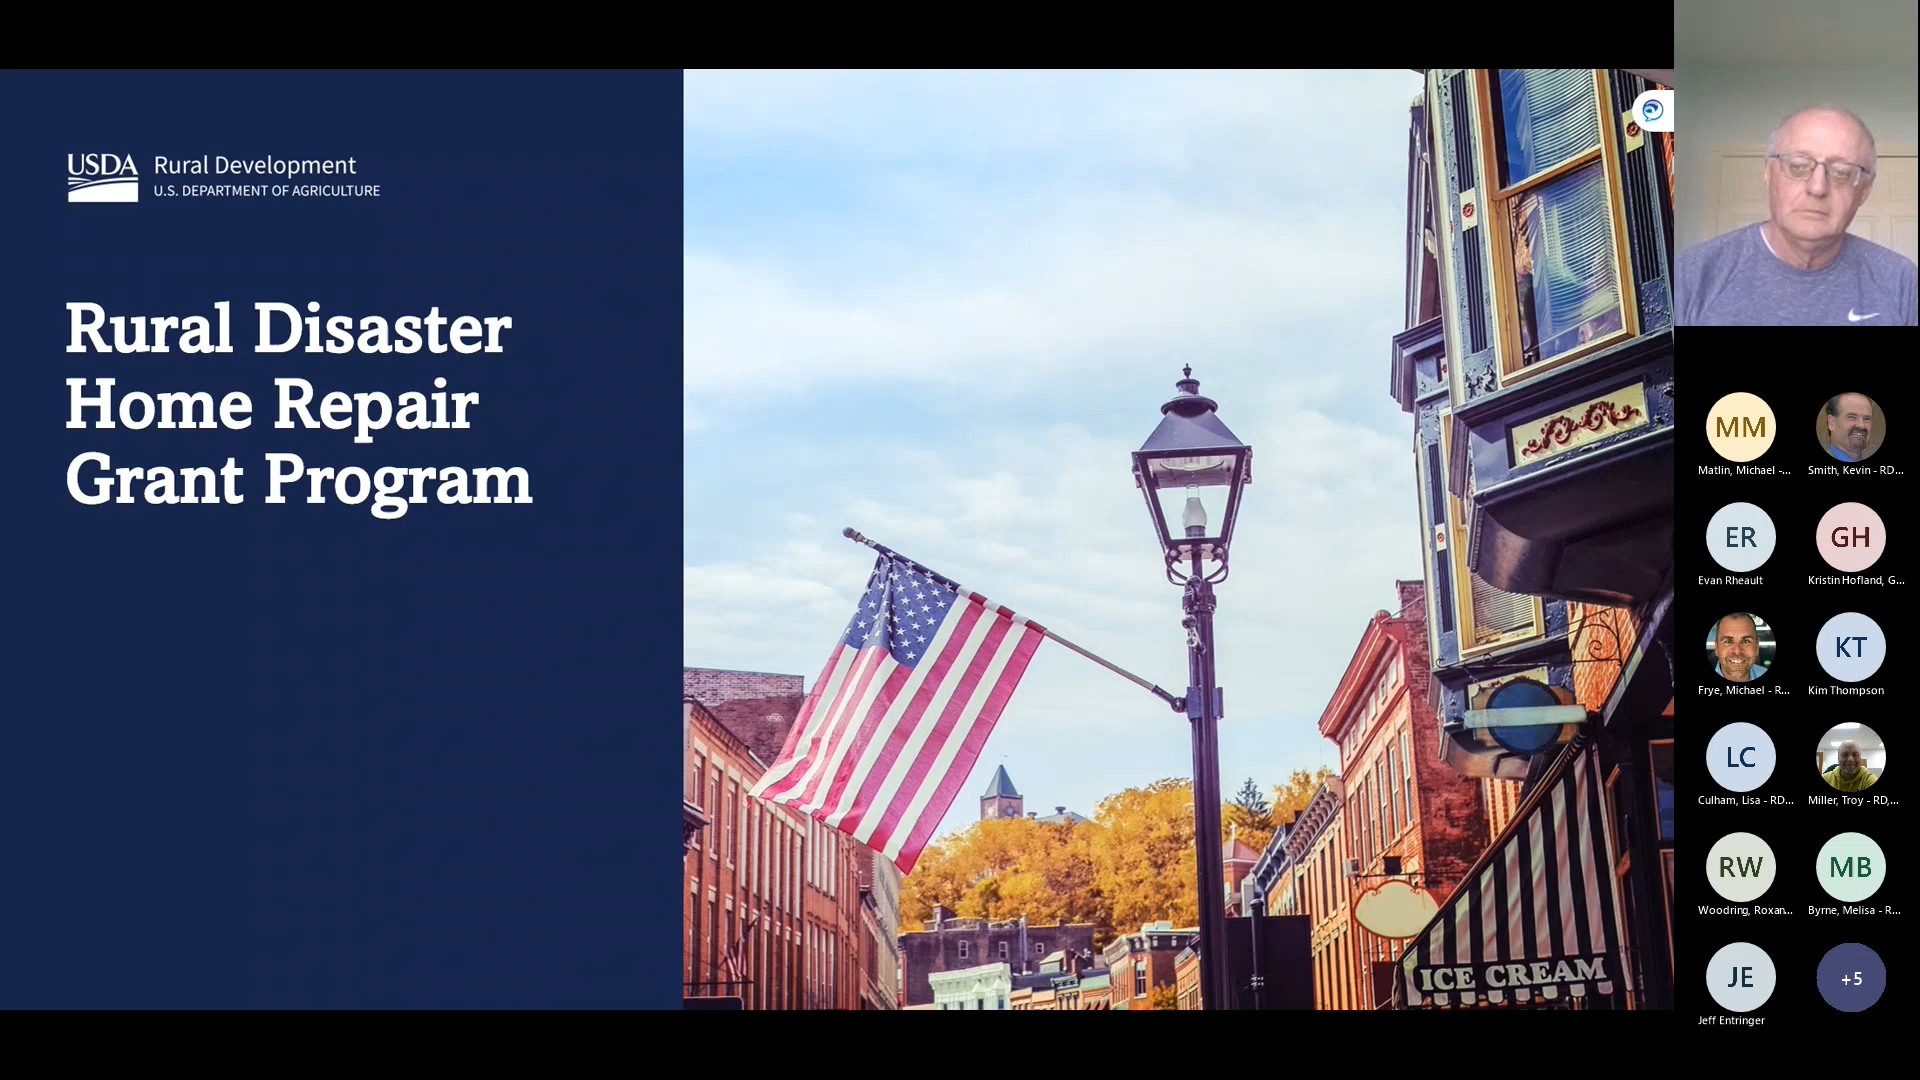 USDA Rural Development
U.S. DEPARTMENT OF AGRICULTURE
Rural Disaster
Home Repair
Grant Program
ICE CREAM
MM
Matlin, Michael -...
Smith, Kevin - RD...
ER
Evan Rheault
GH
Kristin Hofland, G...
Frye, Michael - R...
KT
Kim Thompson
LC
Culham, Lisa - RD...
Miller, Troy - RD,...
RW
Woodring, Roxan...
MB
Byrne, Melisa - R...
JE
Jeff Entringer
+5